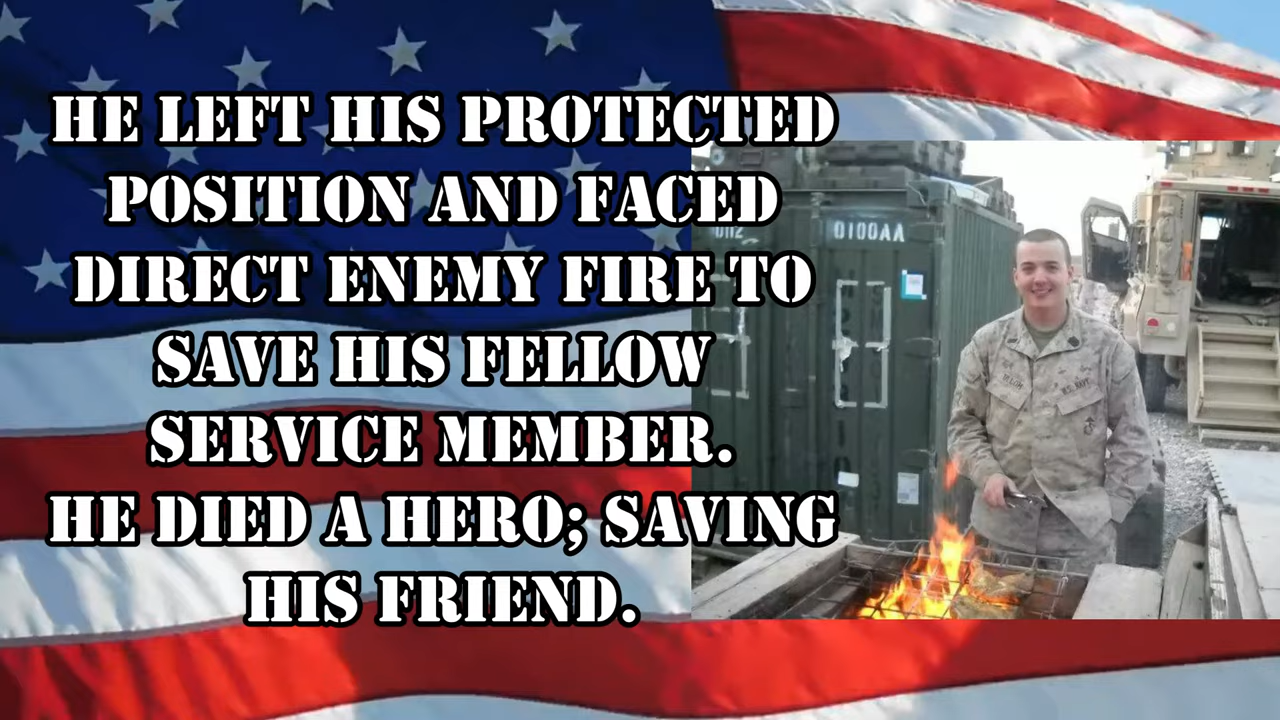 HE LEFT HIS PROTECTED
POSITION AND FACED
DIRECT ENEMY FIRE TO
SAVE HIS FELLOW
SERVICE MEMBER.
HE DIED A HERO; SAVING
HIS FRIEND.
0100AA
U.S. NAVY